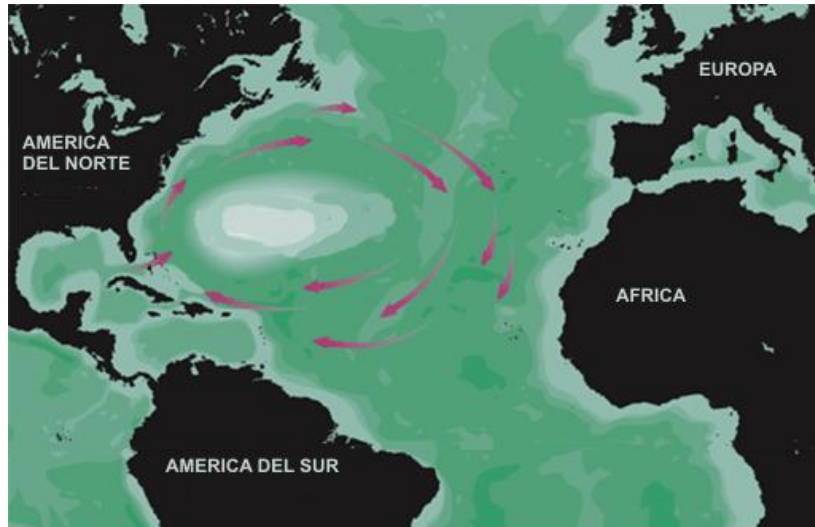 EUROPA
AMERICA
DEL NORTE
AFRICA
AMERICA DEL SUR